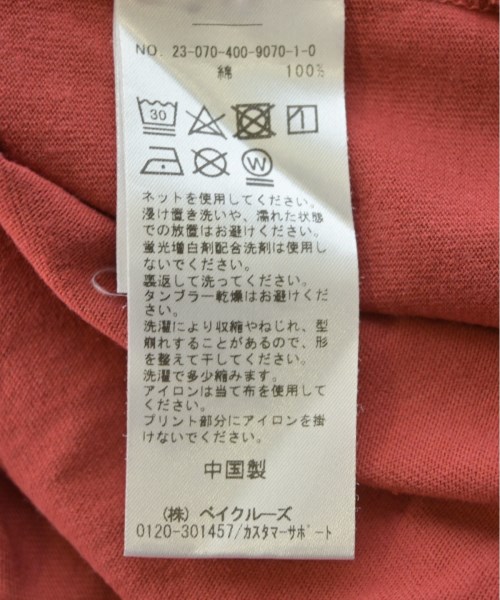 NO. 23-070-400-9070-1-0
綿 100%
30
W
ネットを使用してください。
浸け置き洗いや、濡れた状態
での放置はお避けください。
蛍光増白剤配合洗剤は使用し
ないでください。
裏返して洗ってください。
タンブラー乾燥はお避けくだ
さい。
洗濯により収縮やねじれ、型
崩れすることがあるので、形
を整えて干してください。
洗濯で多少縮みます。
アイロンは当て布を使用して
ください。
プリント部分にアイロンを掛
けないでください。
中国製
(株) ベイクルーズ
0120-301457/カスタマーサポート